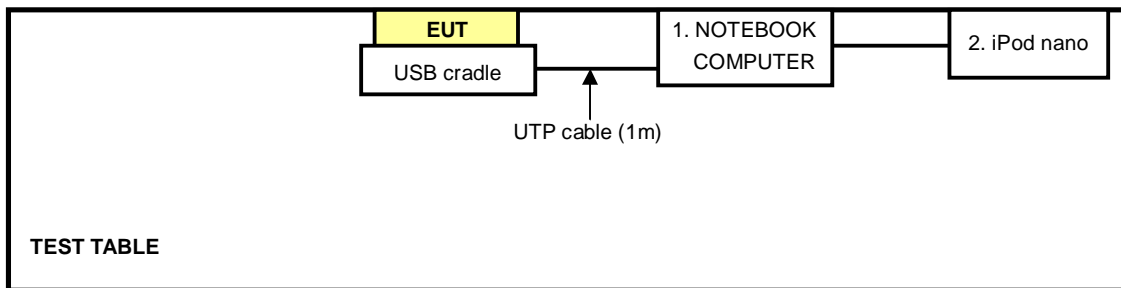 EUT
USB cradle
1. NOTEBOOK
COMPUTER
2. iPod nano
UTP cable (1m)
TEST TABLE